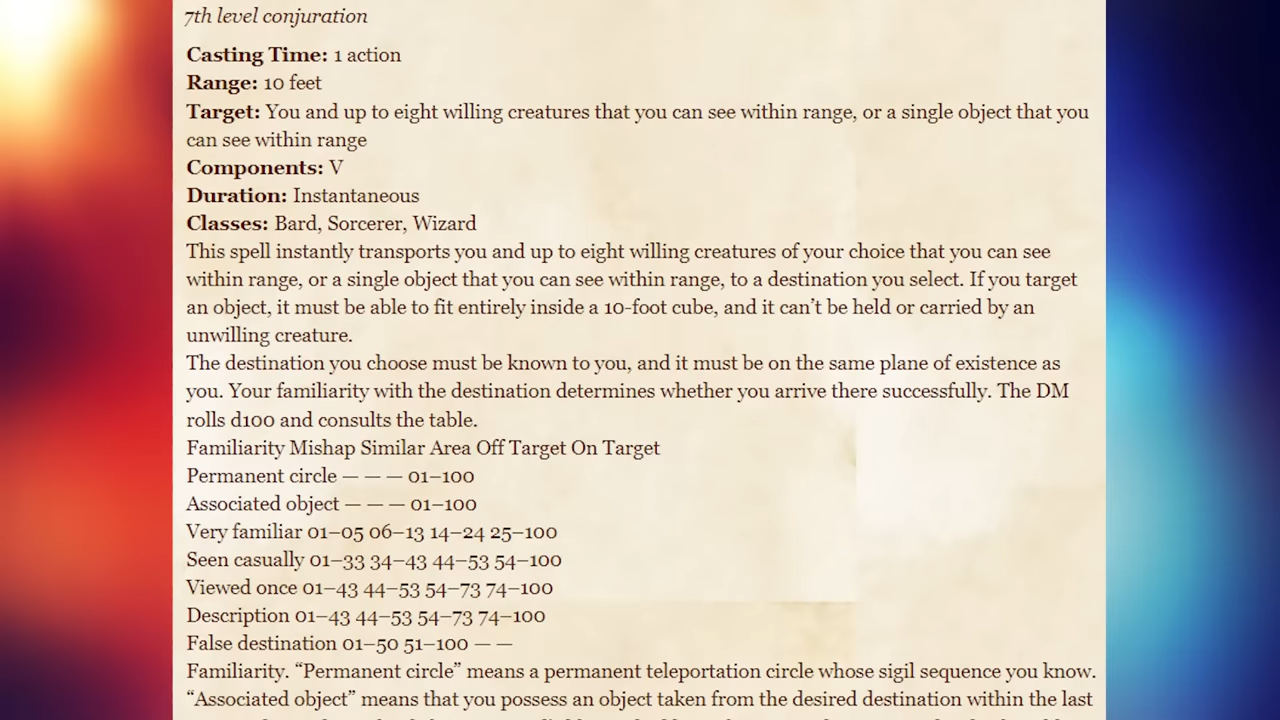 7th level conjuration
Casting Time: 1 action
Range: 10 feet
Target: You and up to eight willing creatures that you can see within range, or a single object that you
can see within range
Components: V
Duration: Instantaneous
Classes: Bard, Sorcerer, Wizard
This spell instantly transports you and up to eight willing creatures of your choice that you can see
within range, or a single object that you can see within range, to a destination you select. If you target
an object, it must be able to fit entirely inside a 10-foot cube, and it can’t be held or carried by an
unwilling creature.
The destination you choose must be known to you, and it must be on the same plane of existence as
you. Your familiarity with the destination determines whether you arrive there successfully. The DM
rolls d100 and consults the table.
Familiarity Mishap Similar Area Off Target On Target
Permanent circle — — — 01–100
Associated object — — — 01–100
Very familiar 01–05 06–13 14–24 25–100
Seen casually 01–33 34–43 44–53 54–100
Viewed once 01–43 44–53 54–73 74–100
Description 01–43 44–53 54–73 74–100
False destination 01–50 51–100 — —
Familiarity. “Permanent circle” means a permanent teleportation circle whose sigil sequence you know.
“Associated object” means that you possess an object taken from the desired destination within the last